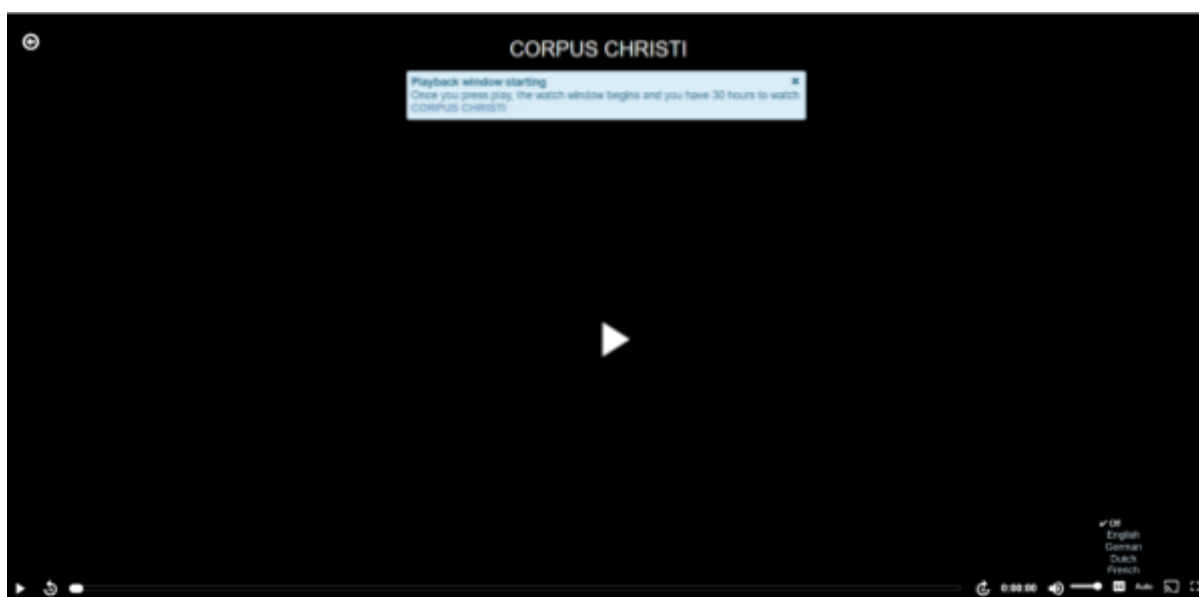 CORPUS CHRISTI
Playback window starting
Once you press play, the watch window begins and you have 30 hours to watch
CORPUS CHRISTI
✔ Off
English
German
Dutch
French
0:00:00
Auto